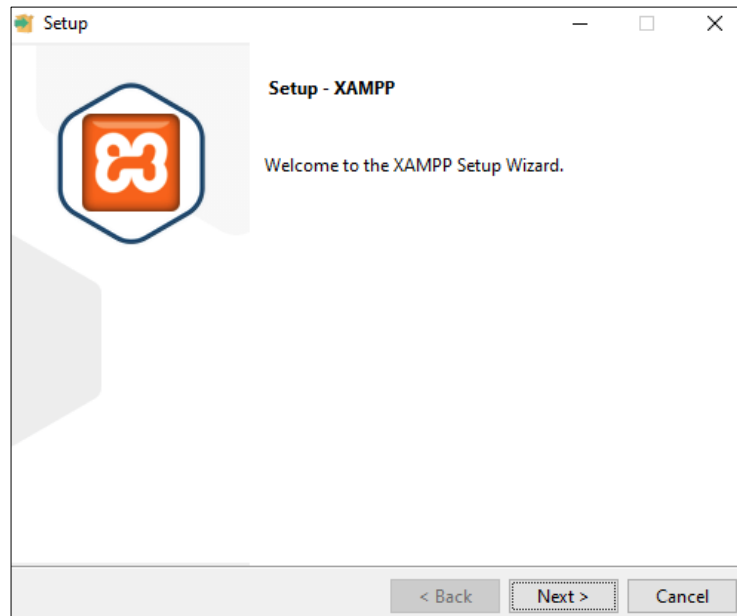 Setup
Setup - XAMPP
Welcome to the XAMPP Setup Wizard.
< Back
Next >
Cancel